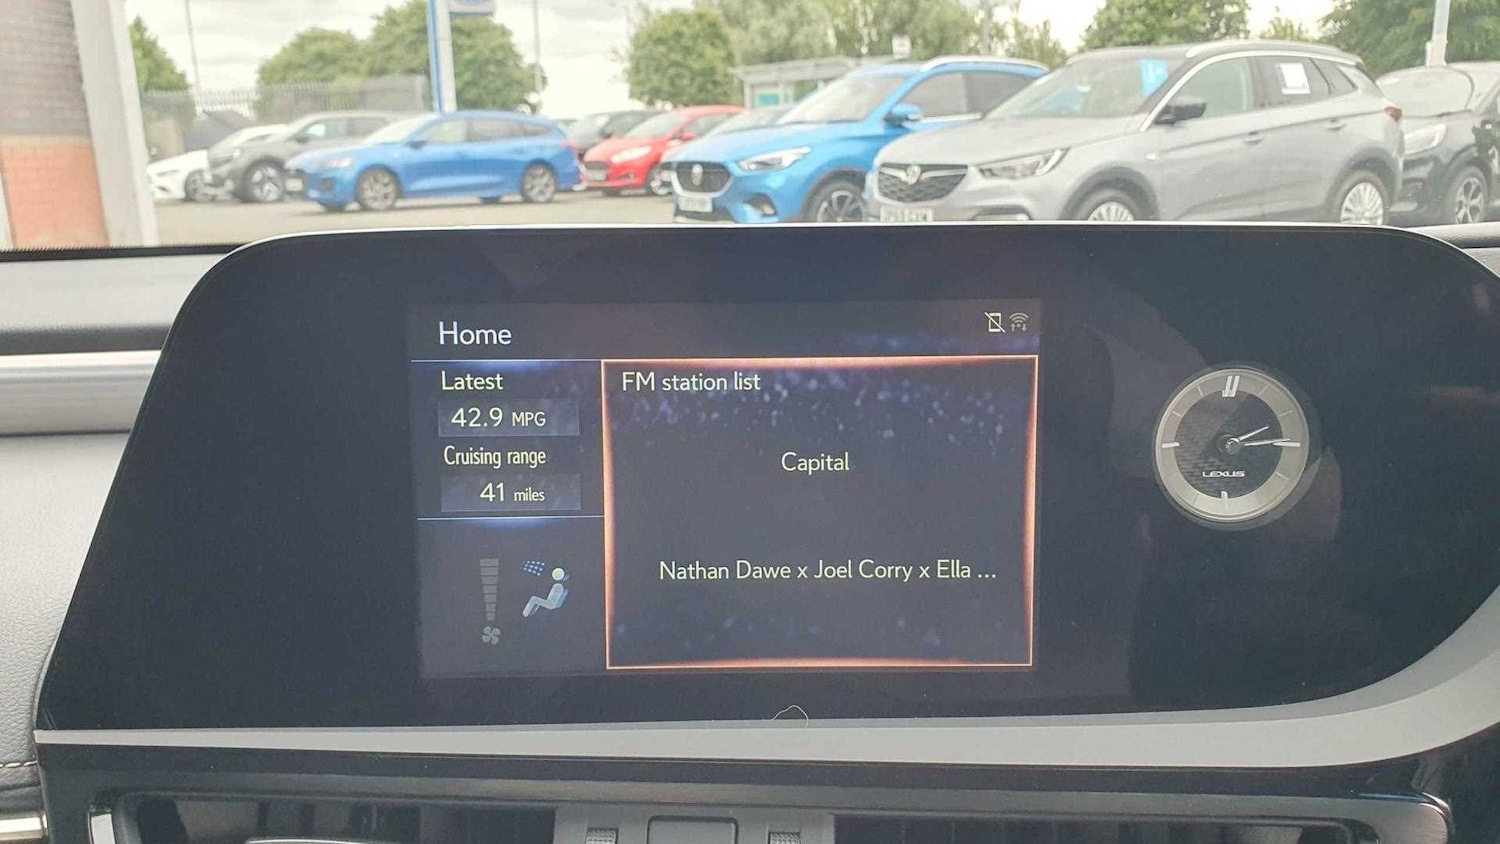 Home
Latest
42.9 MPG
Cruising range
41 miles
FM station list
Capital
Nathan Dawe x Joel Corry x Ella ...
LEXUS